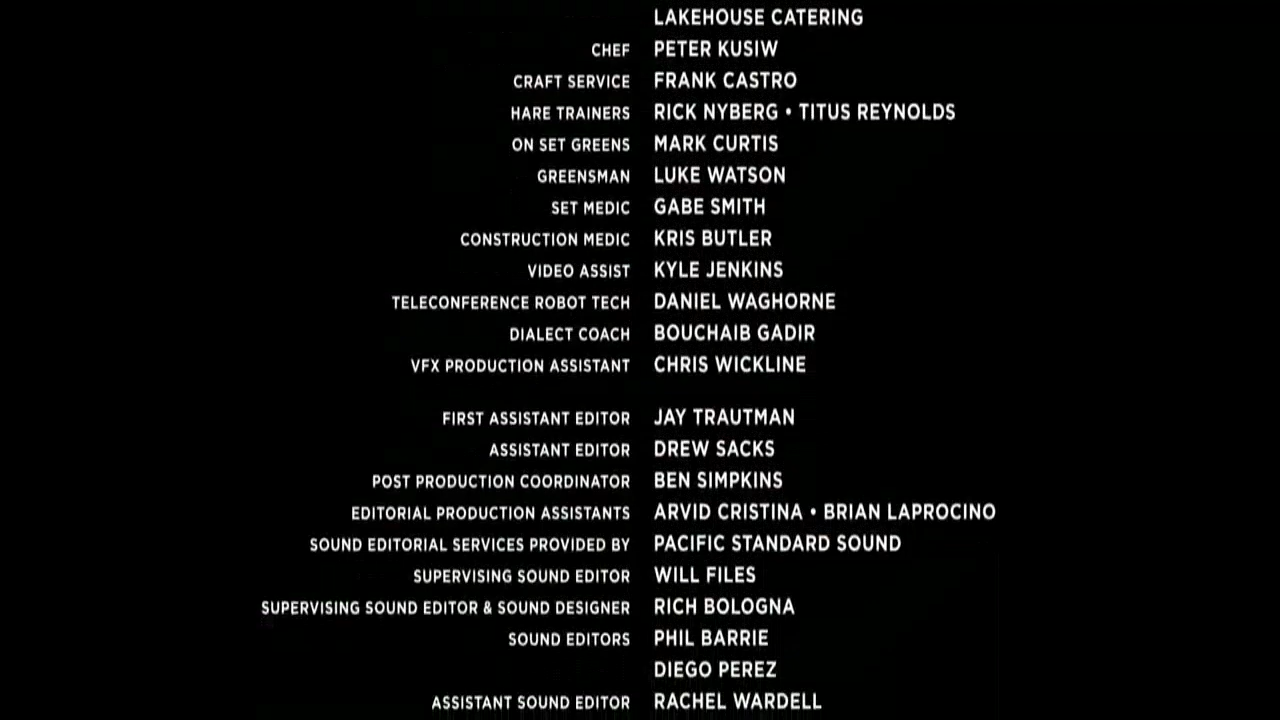 LAKEHOUSE CATERING
CHEF PETER KUSIW
CRAFT SERVICE FRANK CASTRO
HARE TRAINERS RICK NYBERG • TITUS REYNOLDS
ON SET GREENS MARK CURTIS
GREENSMAN LUKE WATSON
SET MEDIC GABE SMITH
CONSTRUCTION MEDIC KRIS BUTLER
VIDEO ASSIST KYLE JENKINS
TELECONFERENCE ROBOT TECH DANIEL WAGHORNE
DIALECT COACH BOUCHAIB GADIR
VFX PRODUCTION ASSISTANT CHRIS WICKLINE
FIRST ASSISTANT EDITOR JAY TRAUTMAN
ASSISTANT EDITOR DREW SACKS
POST PRODUCTION COORDINATOR BEN SIMPKINS
EDITORIAL PRODUCTION ASSISTANTS ARVID CRISTINA • BRIAN LAPROCINO
SOUND EDITORIAL SERVICES PROVIDED BY PACIFIC STANDARD SOUND
SUPERVISING SOUND EDITOR WILL FILES
SUPERVISING SOUND EDITOR & SOUND DESIGNER RICH BOLOGNA
SOUND EDITORS PHIL BARRIE
DIEGO PEREZ
ASSISTANT SOUND EDITOR RACHEL WARDELL